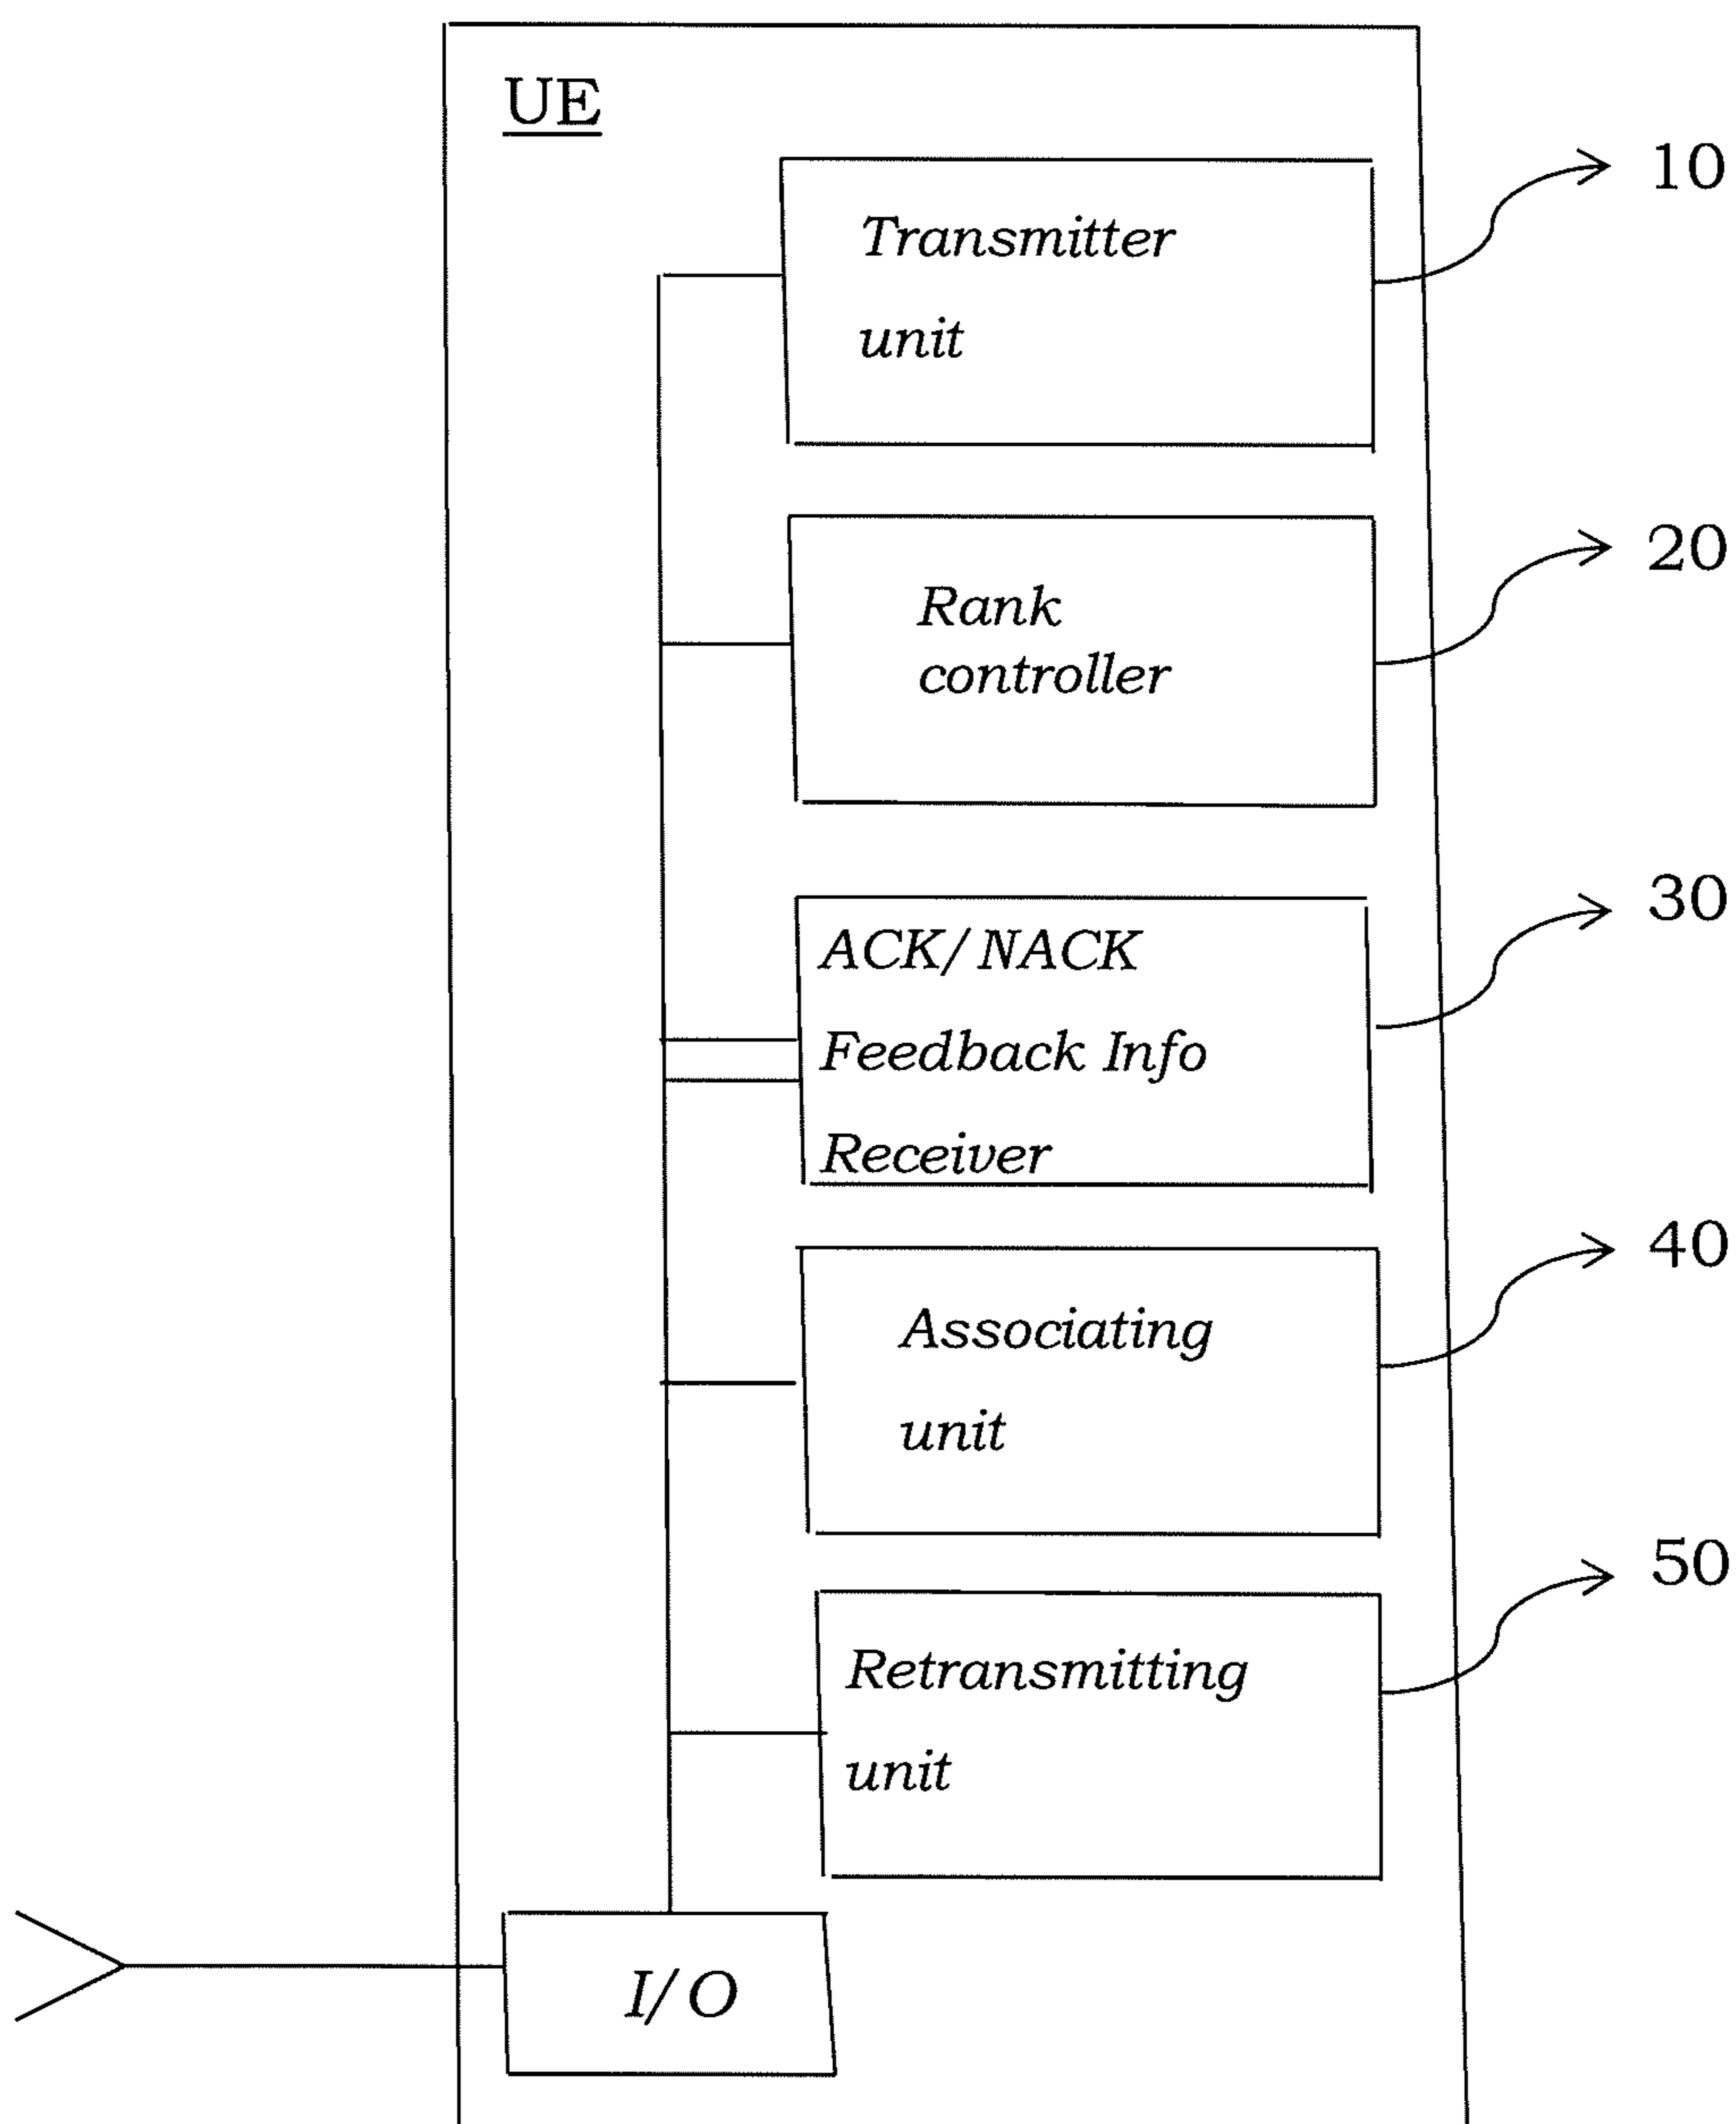 UE
Transmitter
unit
10
Rank
controller
20
ACK/NACK
Feedback Info
Receiver
30
Associating
unit
40
Retransmitting
unit
50
I/O